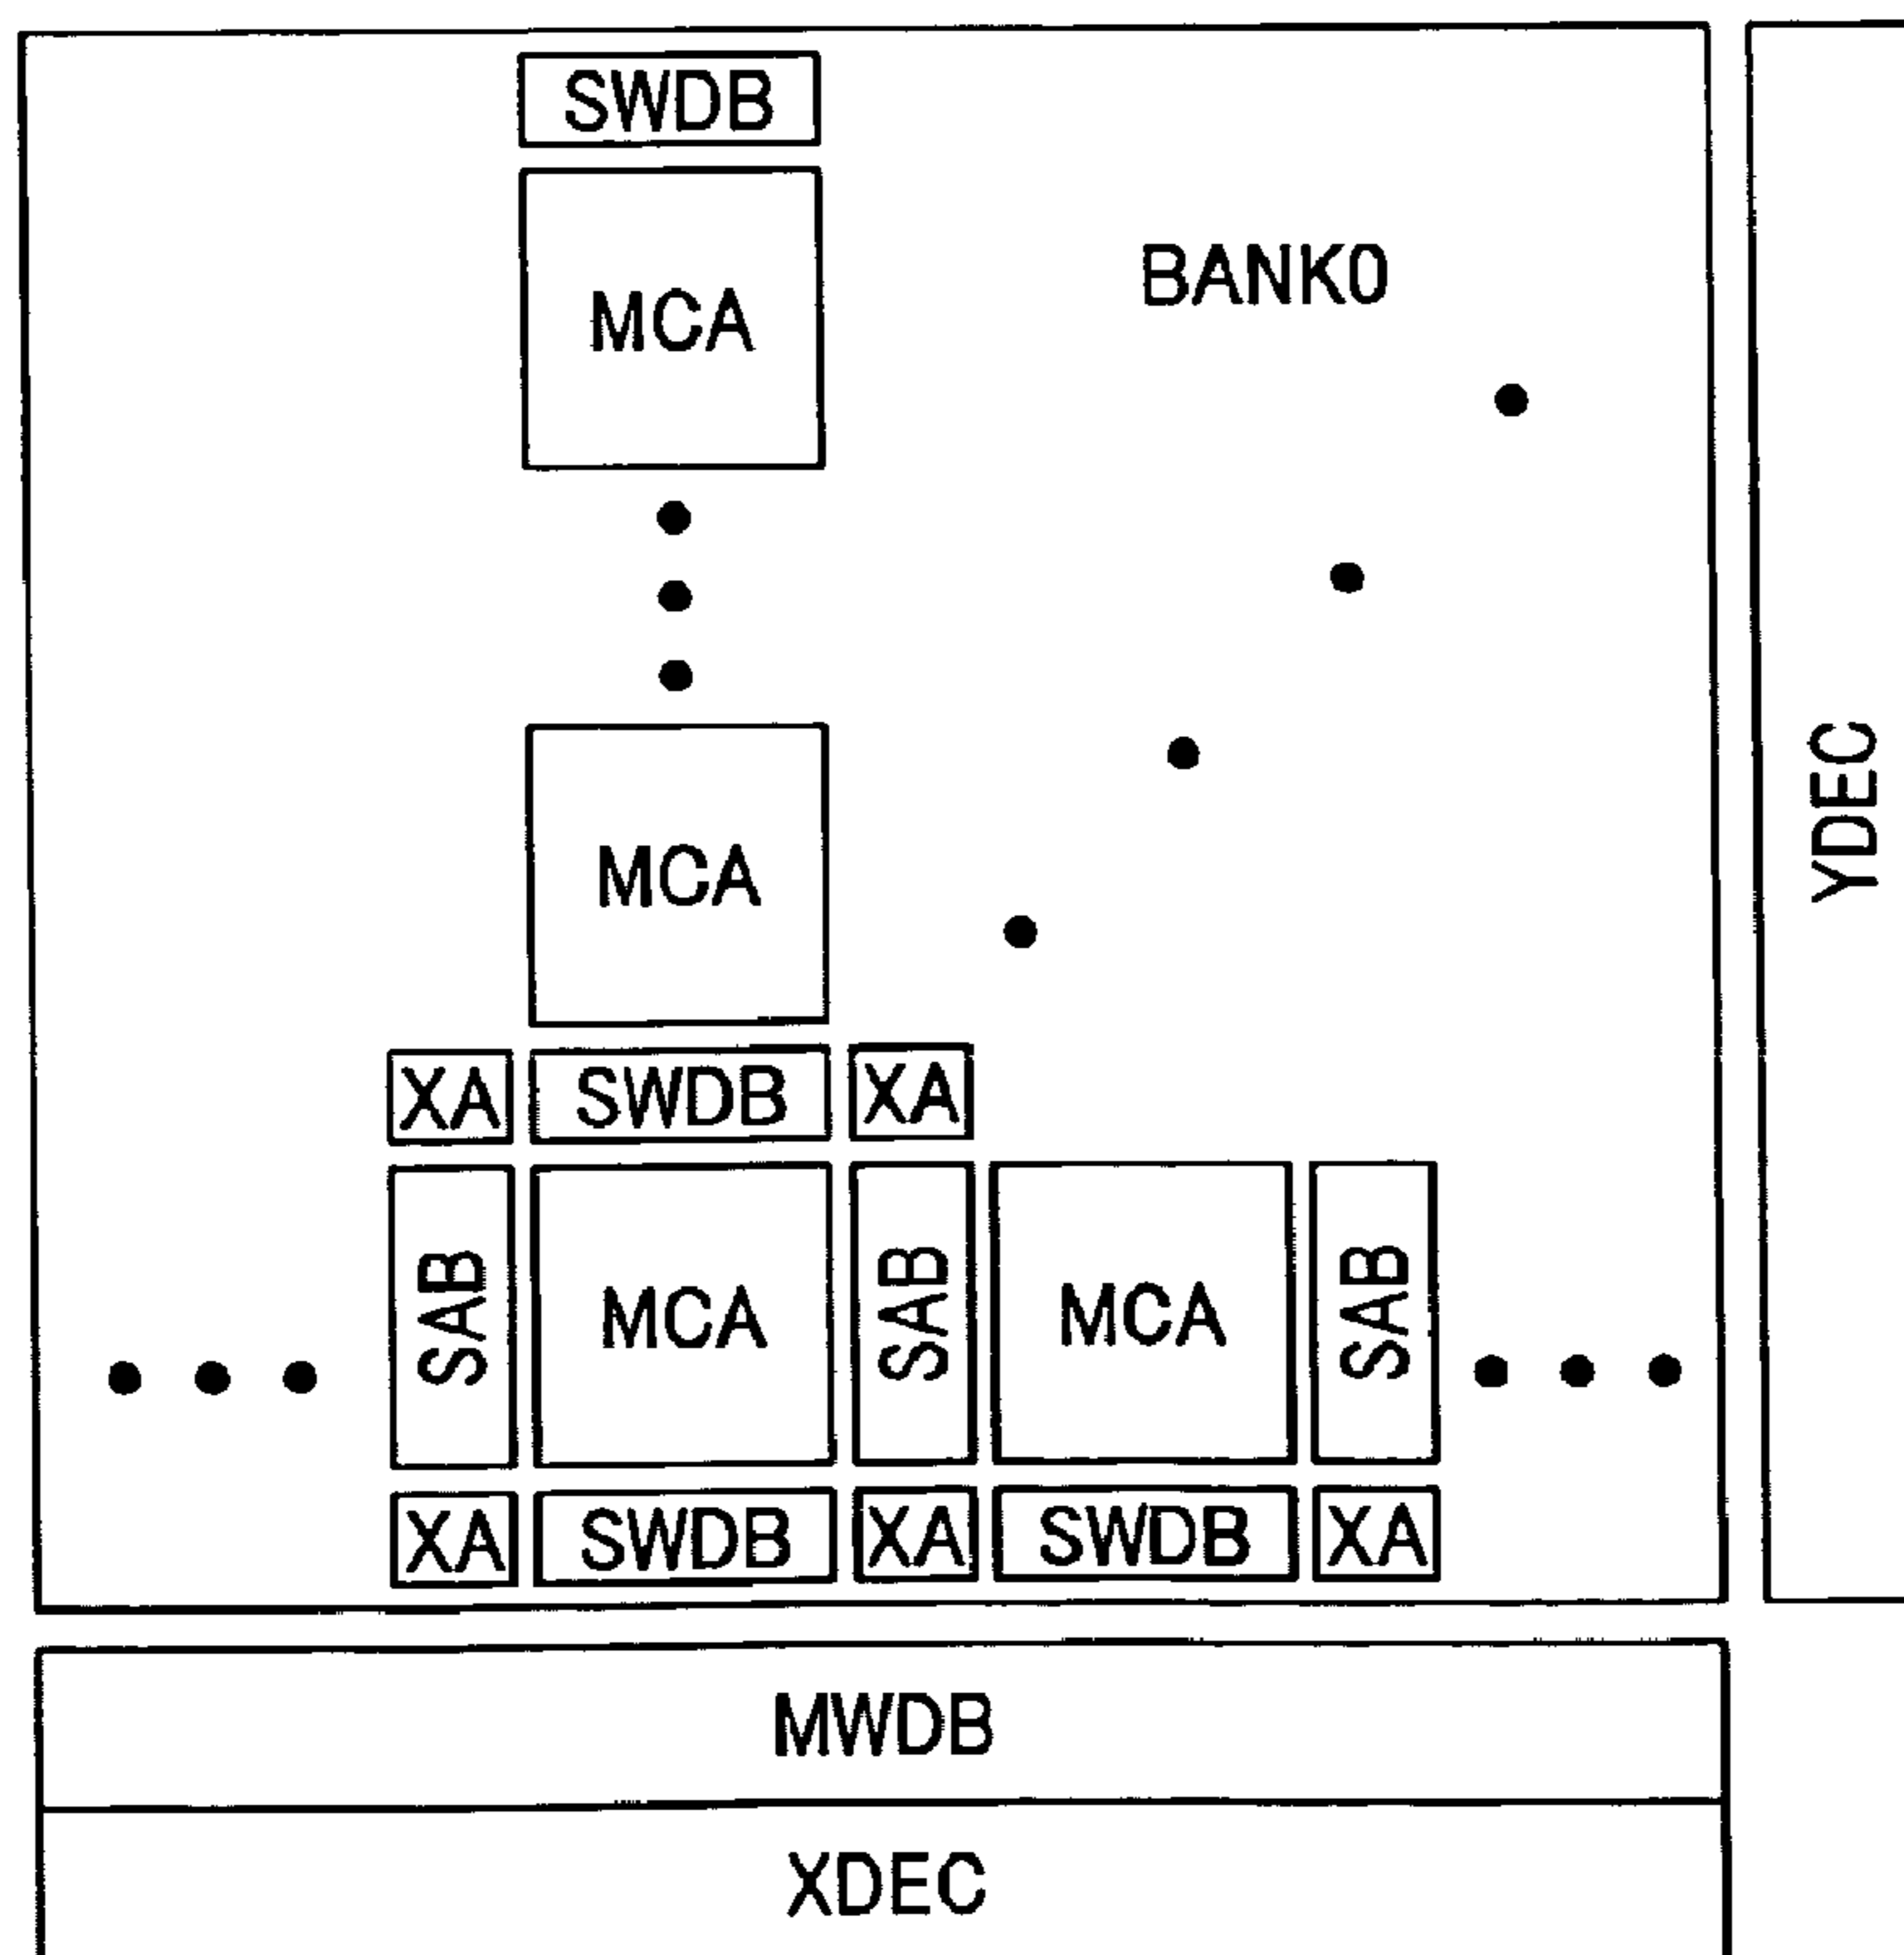 SWDB
MCA
BANK0
MCA
YDEC
XA SWDB XA
SAB MCA SAB MCA SAB
XA SWDB XA SWDB XA
MWDB
XDEC